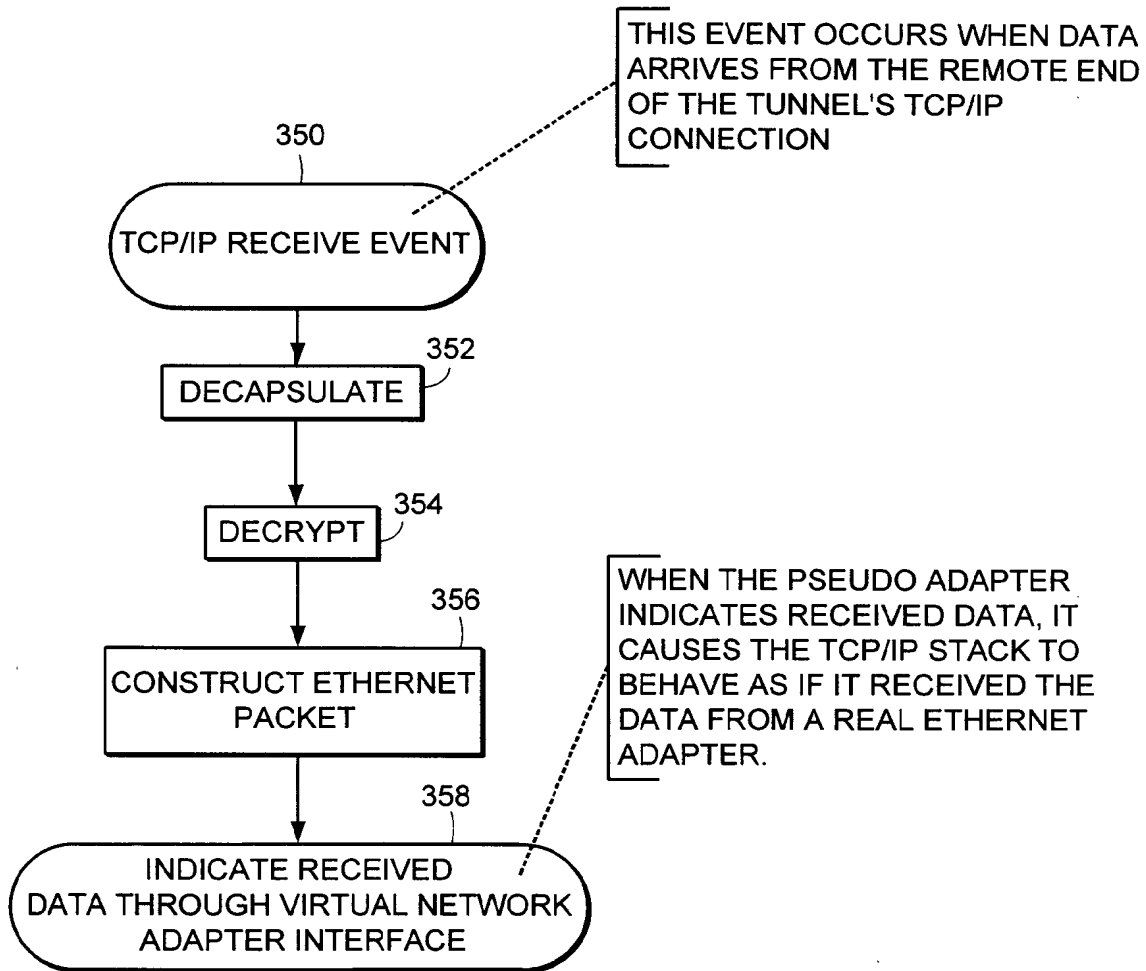 THIS EVENT OCCURS WHEN DATA
ARRIVES FROM THE REMOTE END
OF THE TUNNEL'S TCP/IP
CONNECTION
350
TCP/IP RECEIVE EVENT
352
DECAPSULATE
354
DECRYPT
356
CONSTRUCT ETHERNET
PACKET
WHEN THE PSEUDO ADAPTER
INDICATES RECEIVED DATA, IT
CAUSES THE TCP/IP STACK TO
BEHAVE AS IF IT RECEIVED THE
DATA FROM A REAL ETHERNET
ADAPTER.
358
INDICATE RECEIVED
DATA THROUGH VIRTUAL NETWORK
ADAPTER INTERFACE